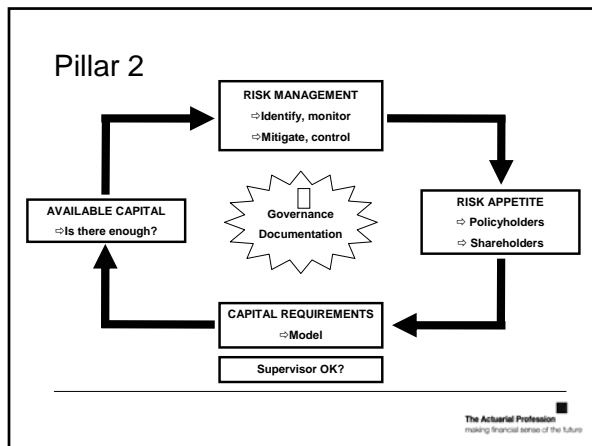 Pillar 2
RISK MANAGEMENT
⇨Identify, monitor
⇨Mitigate, control
AVAILABLE CAPITAL
⇨Is there enough?
Governance
Documentation
RISK APPETITE
⇨ Policyholders
⇨ Shareholders
CAPITAL REQUIREMENTS
⇨Model
Supervisor OK?
The Actuarial Profession
making financial sense of the future